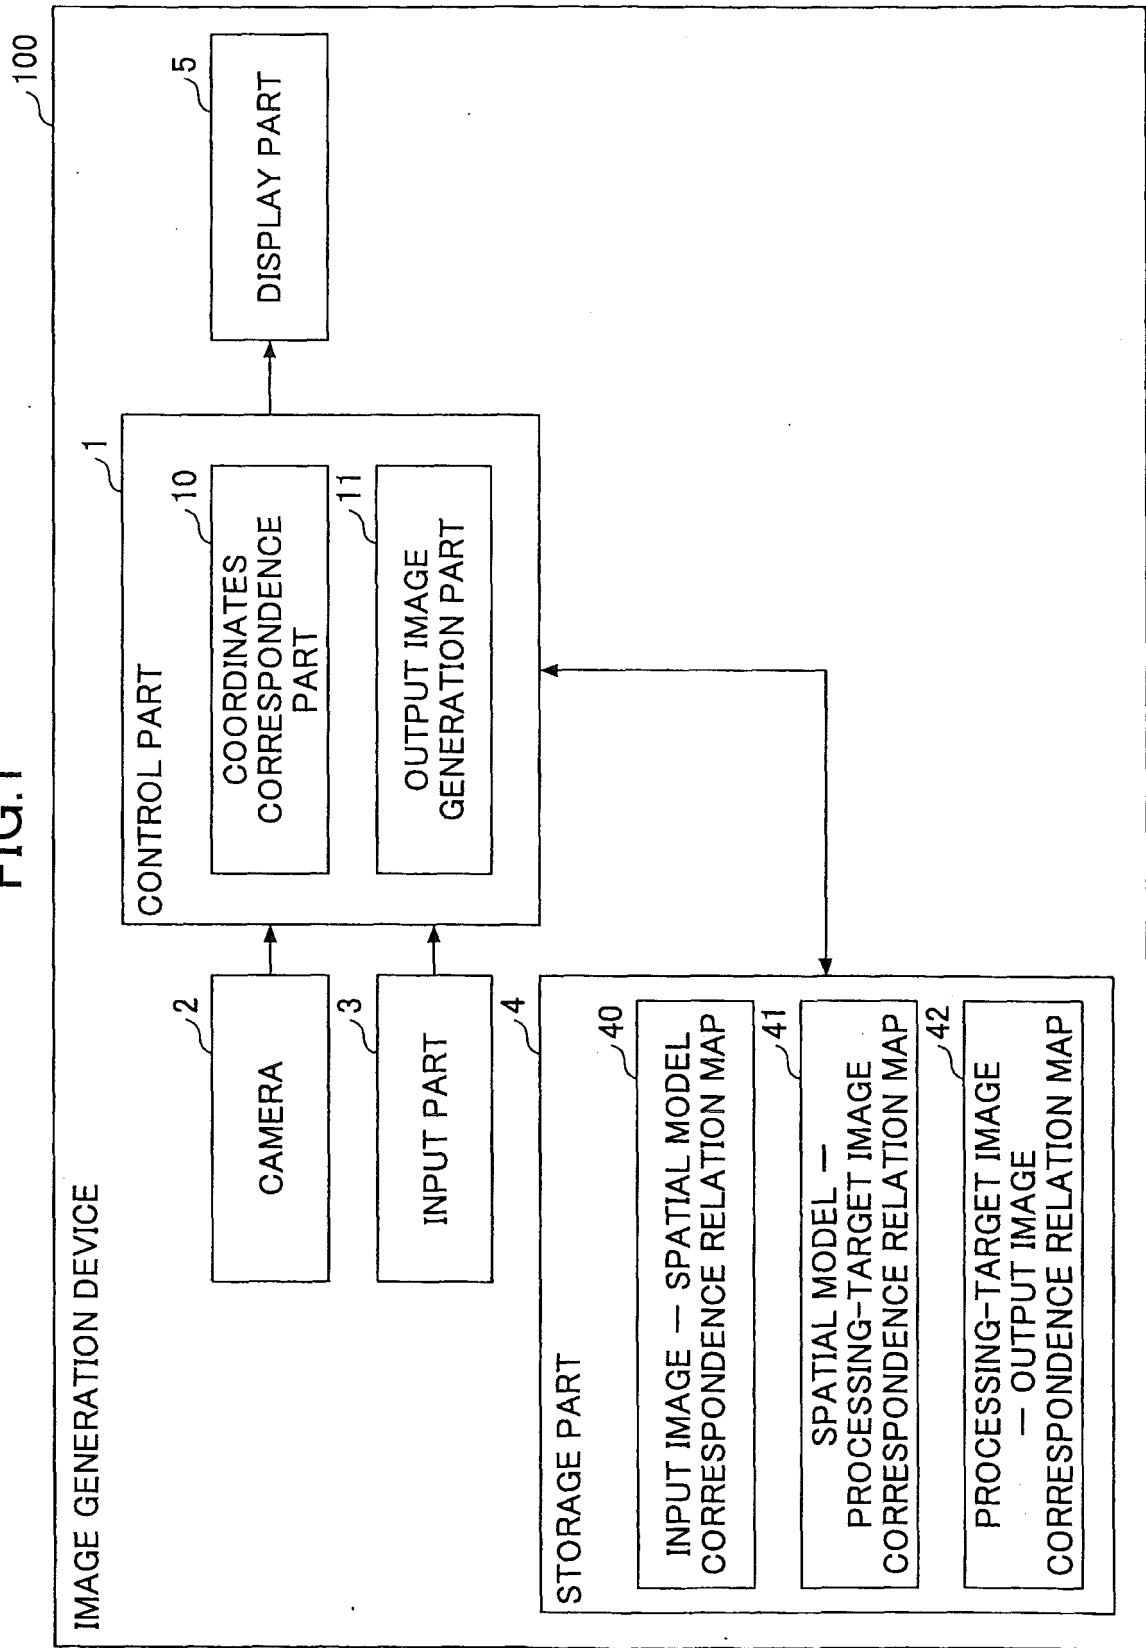 FIG.1
100
IMAGE GENERATION DEVICE
2
CAMERA
3
INPUT PART
1
CONTROL PART
10
COORDINATES
CORRESPONDENCE
PART
11
OUTPUT IMAGE
GENERATION PART
5
DISPLAY PART
4
STORAGE PART
40
INPUT IMAGE — SPATIAL MODEL
CORRESPONDENCE RELATION MAP
41
SPATIAL MODEL —
PROCESSING-TARGET IMAGE
CORRESPONDENCE RELATION MAP
42
PROCESSING-TARGET IMAGE
— OUTPUT IMAGE
CORRESPONDENCE RELATION MAP